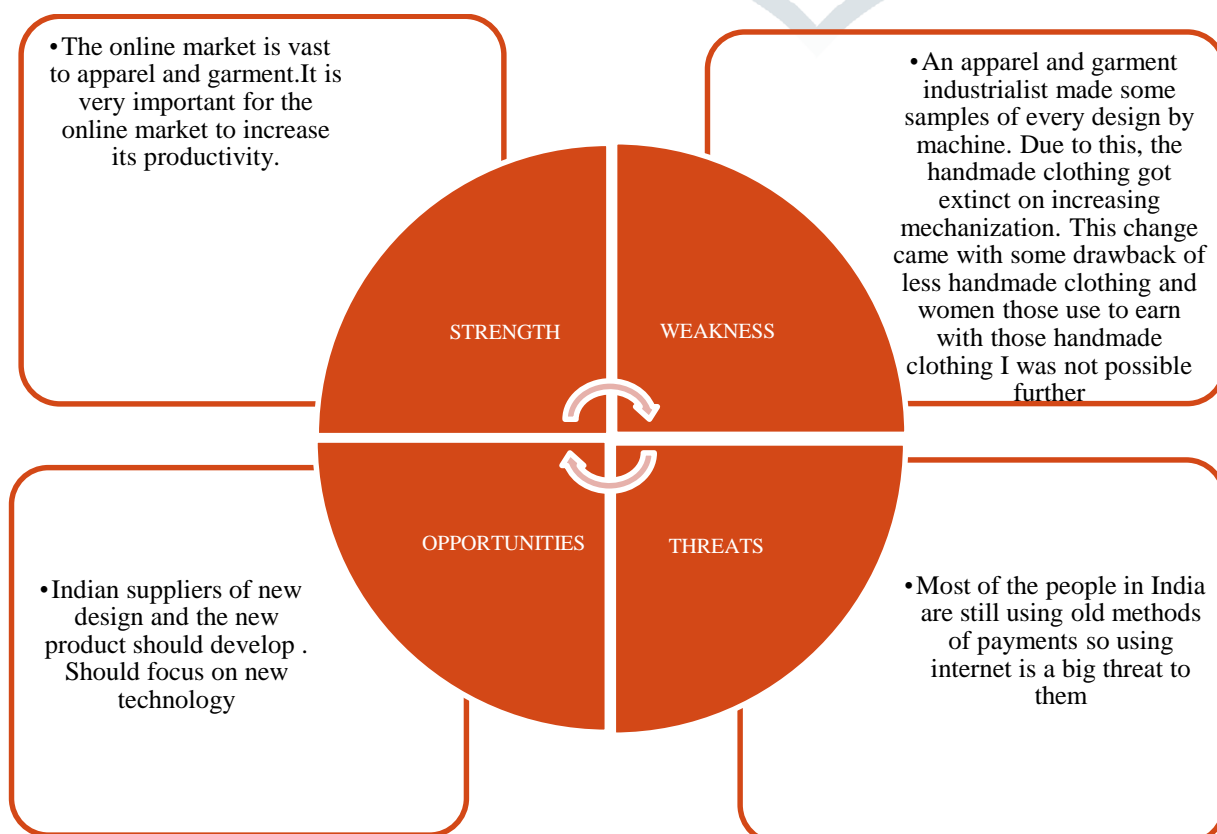 •The online market is vast
to apparel and garment.It is
very important for the
online market to increase
its productivity.
•An apparel and garment
industrialist made some
samples of every design by
machine. Due to this, the
handmade clothing got
extinct on increasing
mechanization. This change
came with some drawback of
less handmade clothing and
women those use to earn
with those handmade
clothing I was not possible
further
STRENGTH
WEAKNESS
OPPORTUNITIES
THREATS
•Indian suppliers of new
design and the new
product should develop .
Should focus on new
technology
•Most of the people in India
are still using old methods
of payments so using
internet is a big threat to
them